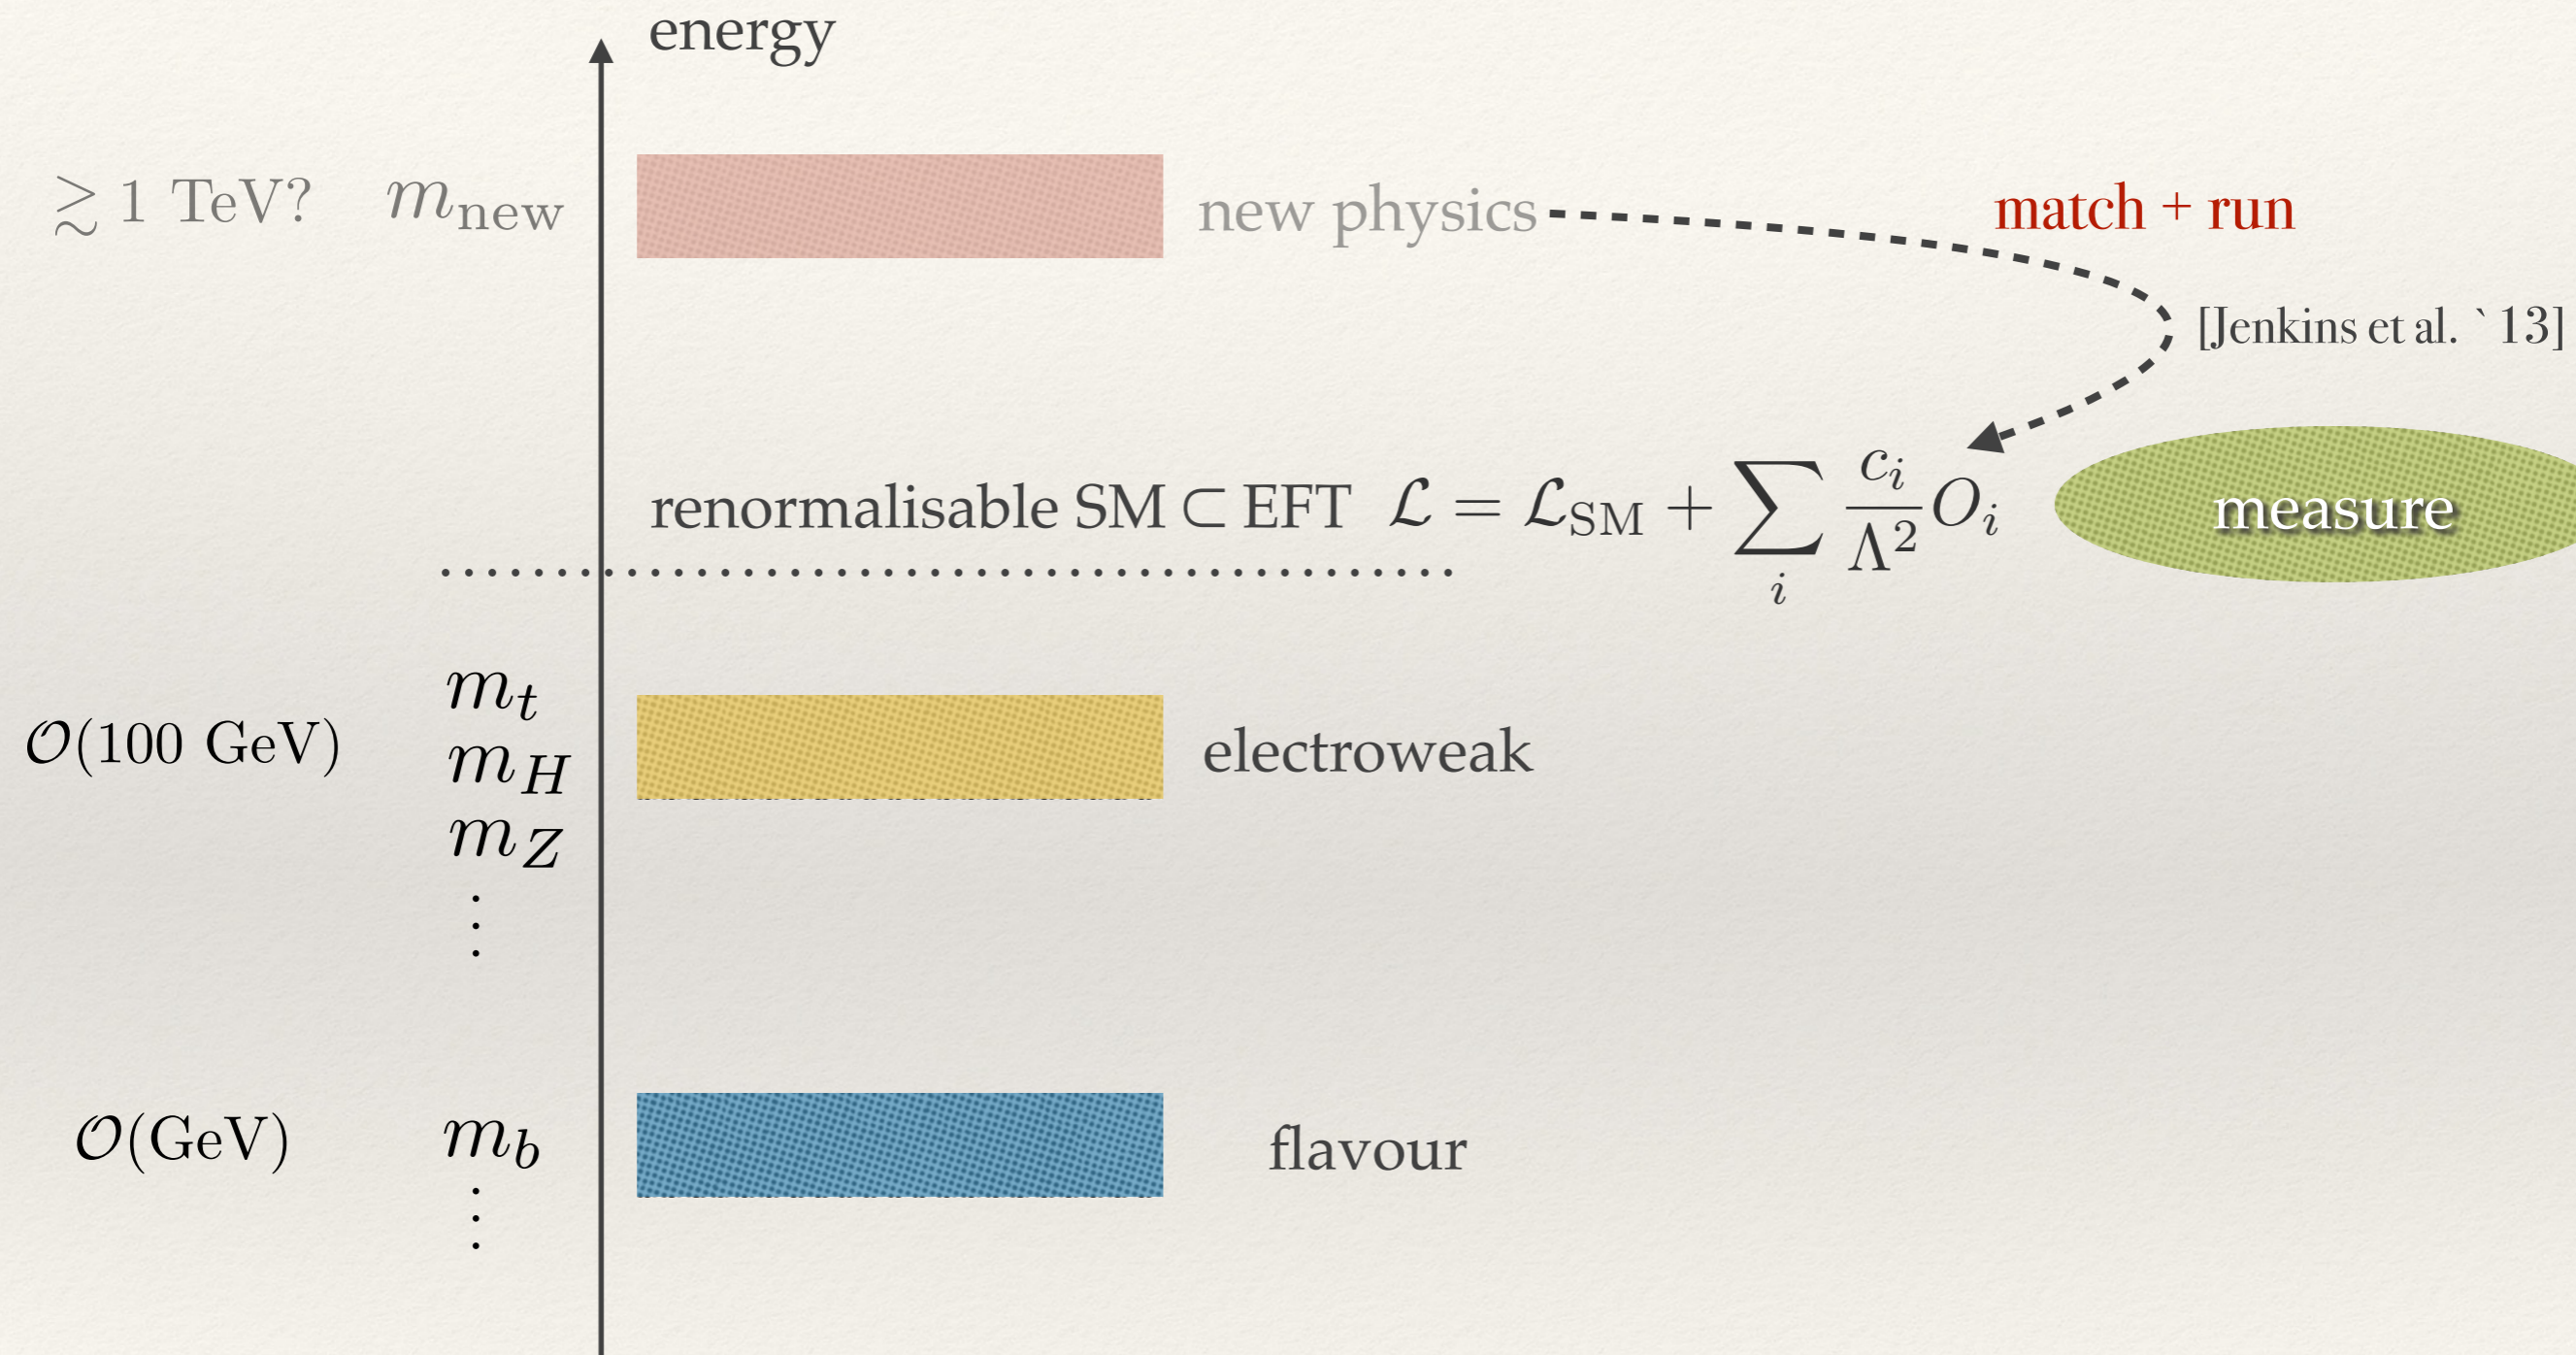 energy
≳ 1 TeV? m_new new physics
match + run
[Jenkins et al. `13]
renormalisable SM ⊂ EFT ℒ = ℒ_SM + ∑_i c_i/Λ² O_i measure
m_t
𝒪(100 GeV) m_H electroweak
m_Z
⋮
𝒪(GeV) m_b flavour
⋮